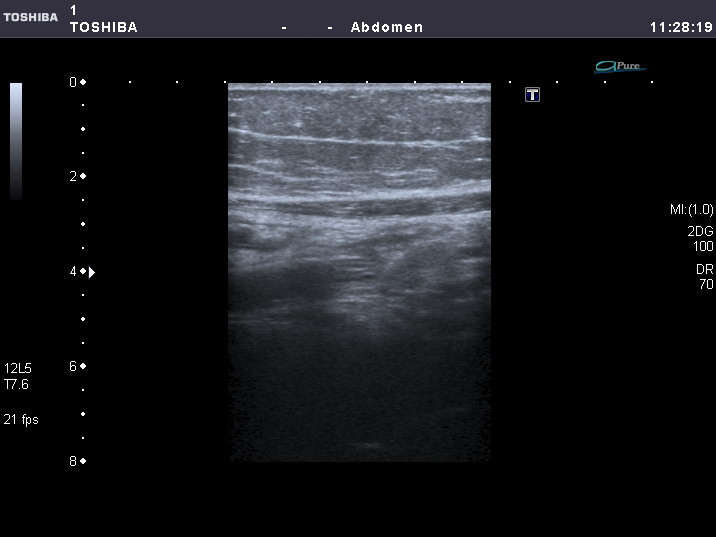 TOSHIBA
1
TOSHIBA - - Abdomen 11:28:19
aPure
T
0
2
4
6
8
MI:(1.0)
2DG
100
DR
70
12L5
T7.6
21 fps